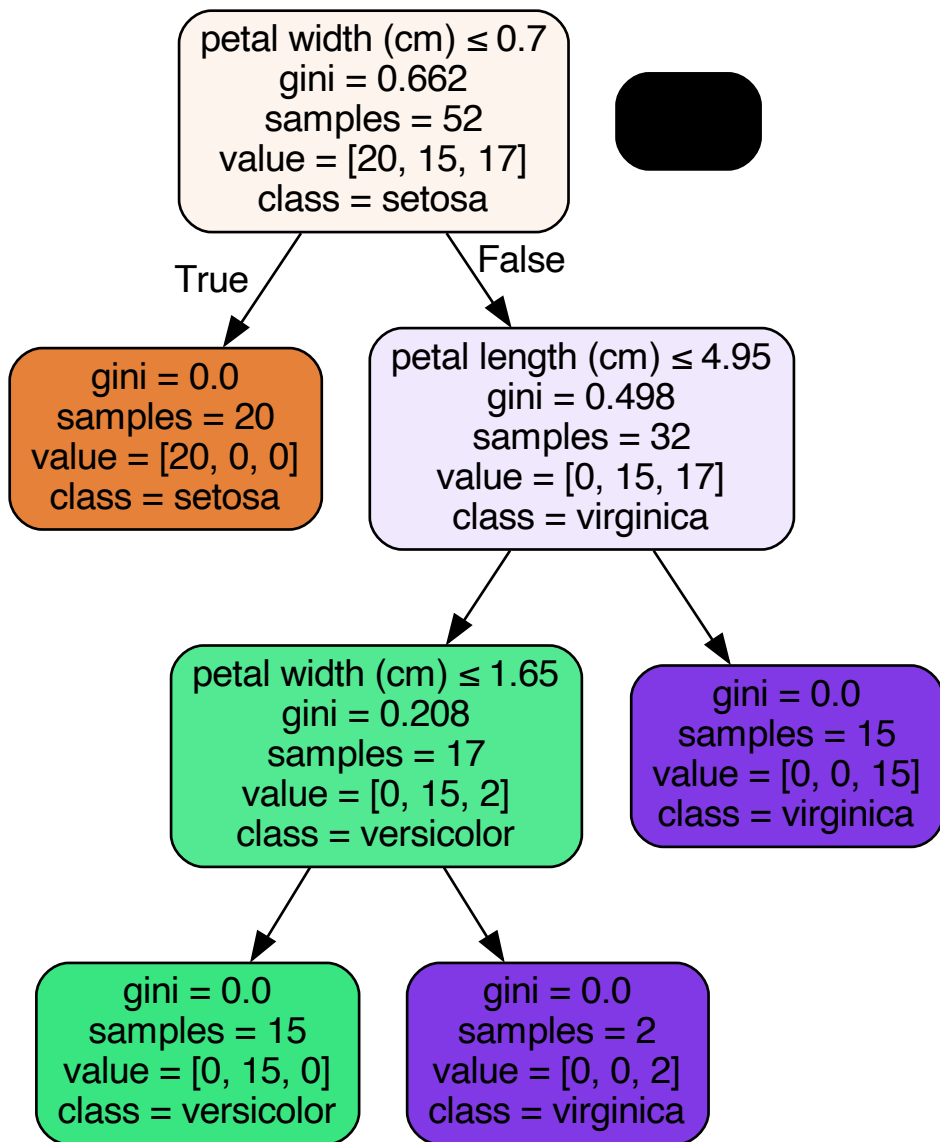 petal width (cm) ≤ 0.7
gini = 0.662
samples = 52
value = [20, 15, 17]
class = setosa
True
False
gini = 0.0
samples = 20
value = [20, 0, 0]
class = setosa
petal length (cm) ≤ 4.95
gini = 0.498
samples = 32
value = [0, 15, 17]
class = virginica
petal width (cm) ≤ 1.65
gini = 0.208
samples = 17
value = [0, 15, 2]
class = versicolor
gini = 0.0
samples = 15
value = [0, 0, 15]
class = virginica
gini = 0.0
samples = 15
value = [0, 15, 0]
class = versicolor
gini = 0.0
samples = 2
value = [0, 0, 2]
class = virginica